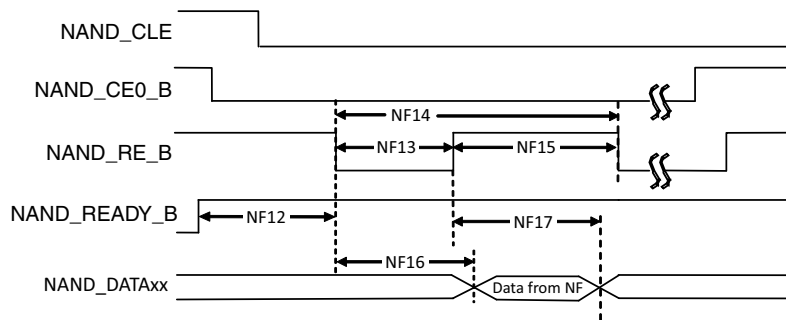 NAND_CLE
NAND_CE0_B
NF14
NAND_RE_B
NF13
NF15
NAND_READY_B
NF12
NF17
NF16
NAND_DATAxx
Data from NF